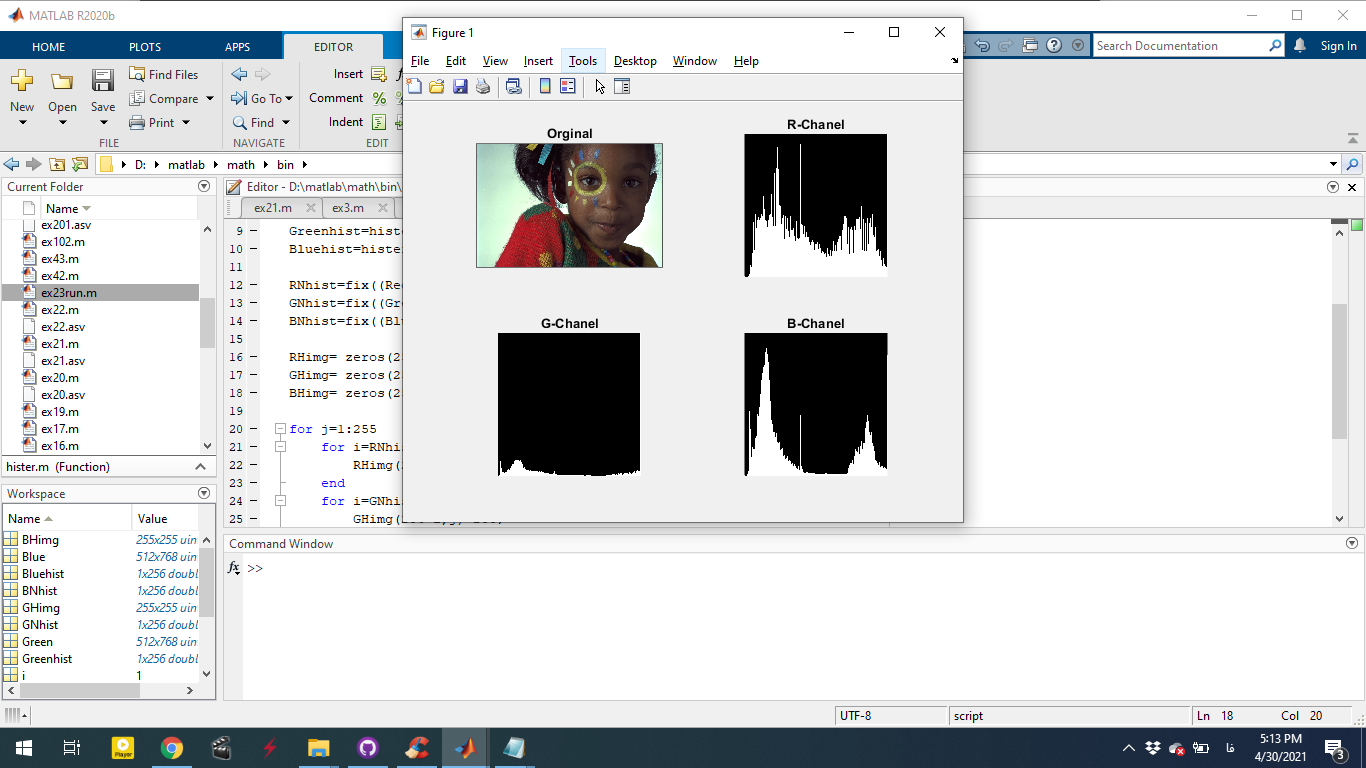 MATLAB R2020b
HOME PLOTS APPS EDITOR
Search Documentation
Sign In
New Open Save
Find Files
Compare
Print
FILE
Go To
Find
NAVIGATE
Insert
Comment
Indent
EDIT
D: matlab math bin
Current Folder
Name
ex201.asv
ex102.m
ex43.m
ex42.m
ex23run.m
ex22.m
ex22.asv
ex21.m
ex21.asv
ex20.m
ex20.asv
ex19.m
ex17.m
ex16.m
hister.m (Function)
Workspace
Name Value
BHimg 255x255 uin
Blue 512x768 uin
Bluehist 1x256 doubl
BNhist 1x256 doubl
GHimg 255x255 uin
GNhist 1x256 doubl
Green 512x768 uin
Greenhist 1x256 doubl
i 1
Editor - D:\matlab\math\bin\
ex21.m ex3.m
9 Greenhist=histe
10 Bluehist=histe
11
12 RNhist=fix((Re
13 GNhist=fix((Gr
14 BNhist=fix((Bl
15
16 RHimg= zeros(2
17 GHimg= zeros(2
18 BHimg= zeros(2
19
20 for j=1:255
21 for i=RNhi
22 RHimg(
23 end
24 for i=GNhi
25
Figure 1
File Edit View Insert Tools Desktop Window Help
Orginal
R-Chanel
G-Chanel
B-Chanel
Command Window
fx >>
UTF-8 script Ln 18 Col 20
Player
فا
5:13 PM
4/30/2021
3